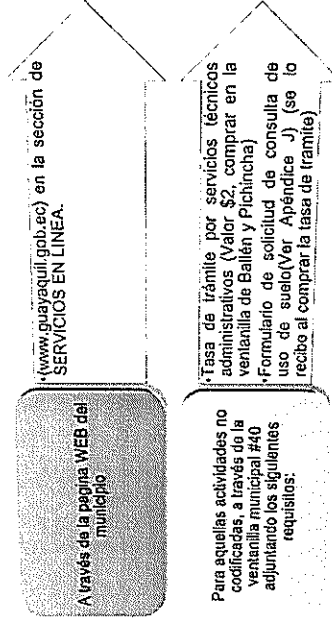 A través de la página WEB del
municipio
•(www.guayaquil.gob.ec) en la sección de
SERVICIOS EN LINEA.
Para aquellas actividades no
codificadas, a través de la
ventanilla municipal #40
adjuntando los siguientes
requisitos:
•Tasa de trámite por servicios técnicos
administrativos (Valor $2, comprar en la
ventanilla de Ballén y Pichincha)
•Formulario de solicitud de consulta de
uso de suelo(Ver Apéndice J) (se lo
recibe al comprar la tasa de tramite)